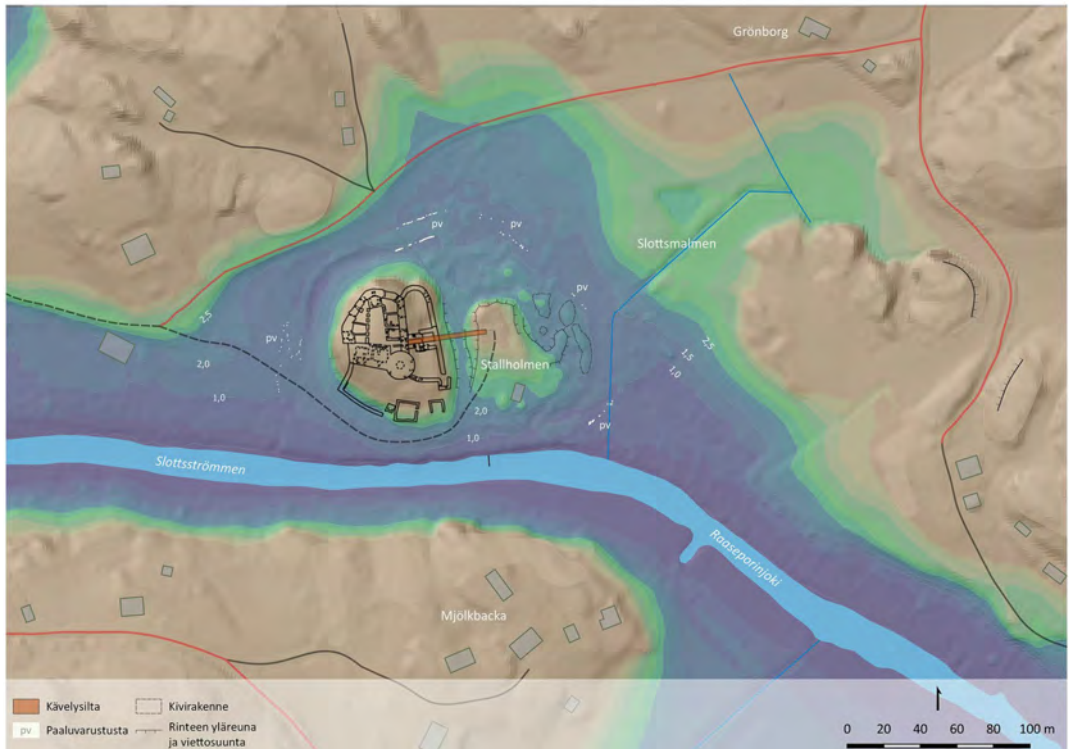 Grönborg
pv
pv
Slottsmalmen
pv
2,5
pv
2,0
1,0
2,5
1,5
1,0
Stallholmen
2,0
pv
1,0
Slottsströmmen
Raaseporinjoki
Mjölkbacka
Kävelysilta
Kivirakenne
pv Paaluvarustusta
Rinteen yläreuna
ja viettosuunta
0 20 40 60 80 100 m